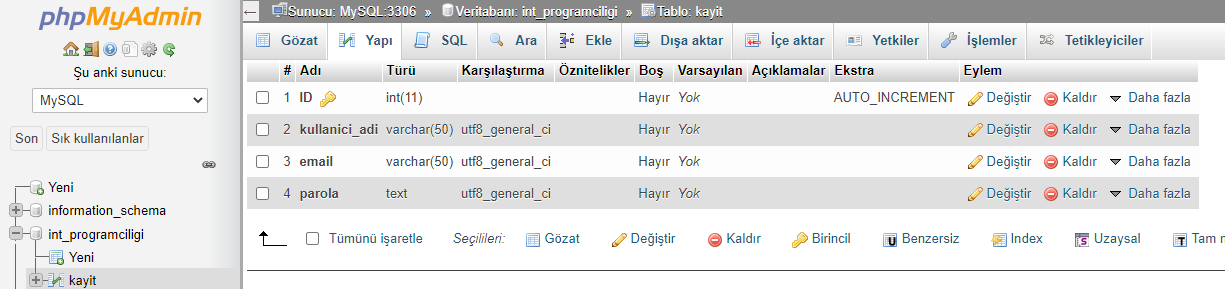 phpMyAdmin
Şu anki sunucu:
MySQL
Son Sık kullanılanlar
Yeni
information_schema
int_programciligi
Yeni
kayit
Sunucu: MySQL:3306 » Veritabanı: int_programciligi » Tablo: kayit
Gözat Yapı SQL Ara Ekle Dışa aktar İçe aktar Yetkiler İşlemler Tetikleyiciler
# Adı Türü Karşılaştırma Öznitelikler Boş Varsayılan Açıklamalar Ekstra Eylem
1 ID int(11) Hayır Yok AUTO_INCREMENT Değiştir Kaldır Daha fazla
2 kullanici_adi varchar(50) utf8_general_ci Hayır Yok Değiştir Kaldır Daha fazla
3 email varchar(50) utf8_general_ci Hayır Yok Değiştir Kaldır Daha fazla
4 parola text utf8_general_ci Hayır Yok Değiştir Kaldır Daha fazla
Tümünü işaretle Seçilileri: Gözat Değiştir Kaldır Birincil Benzersiz Index Uzaysal Tam